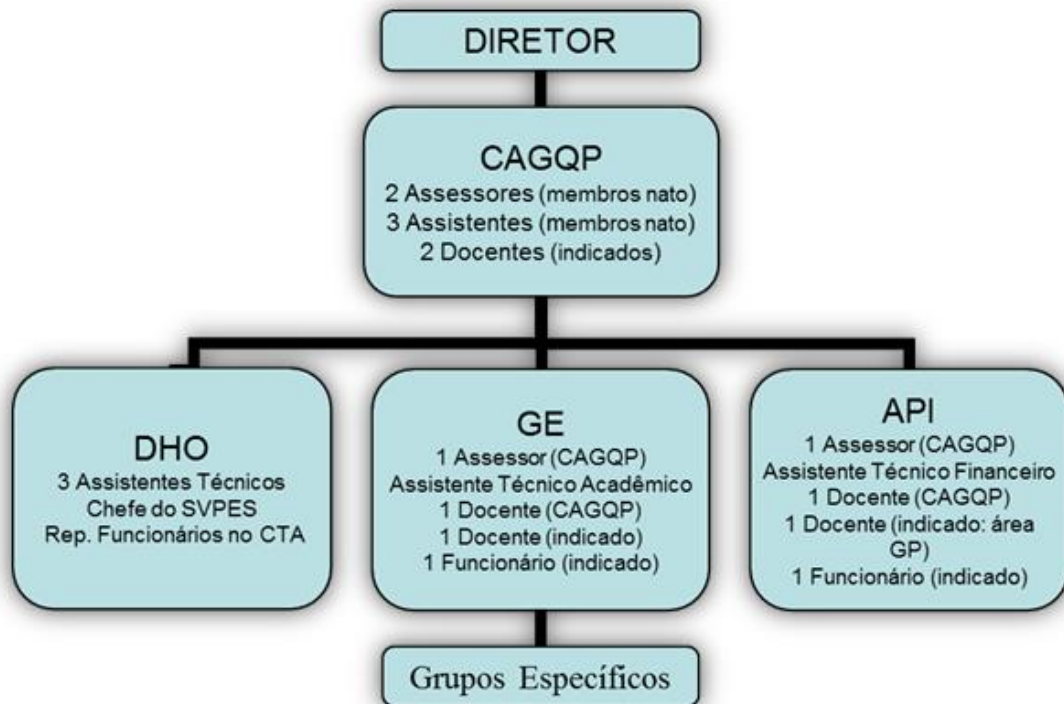 DIRETOR
CAGQP
2 Assessores (membros nato)
3 Assistentes (membros nato)
2 Docentes (indicados)
DHO
3 Assistentes Técnicos
Chefe do SVPES
Rep. Funcionários no CTA
GE
1 Assessor (CAGQP)
Assistente Técnico Acadêmico
1 Docente (CAGQP)
1 Docente (indicado)
1 Funcionário (indicado)
API
1 Assessor (CAGQP)
Assistente Técnico Financeiro
1 Docente (CAGQP)
1 Docente (indicado: área
GP)
1 Funcionário (indicado)
Grupos Específicos